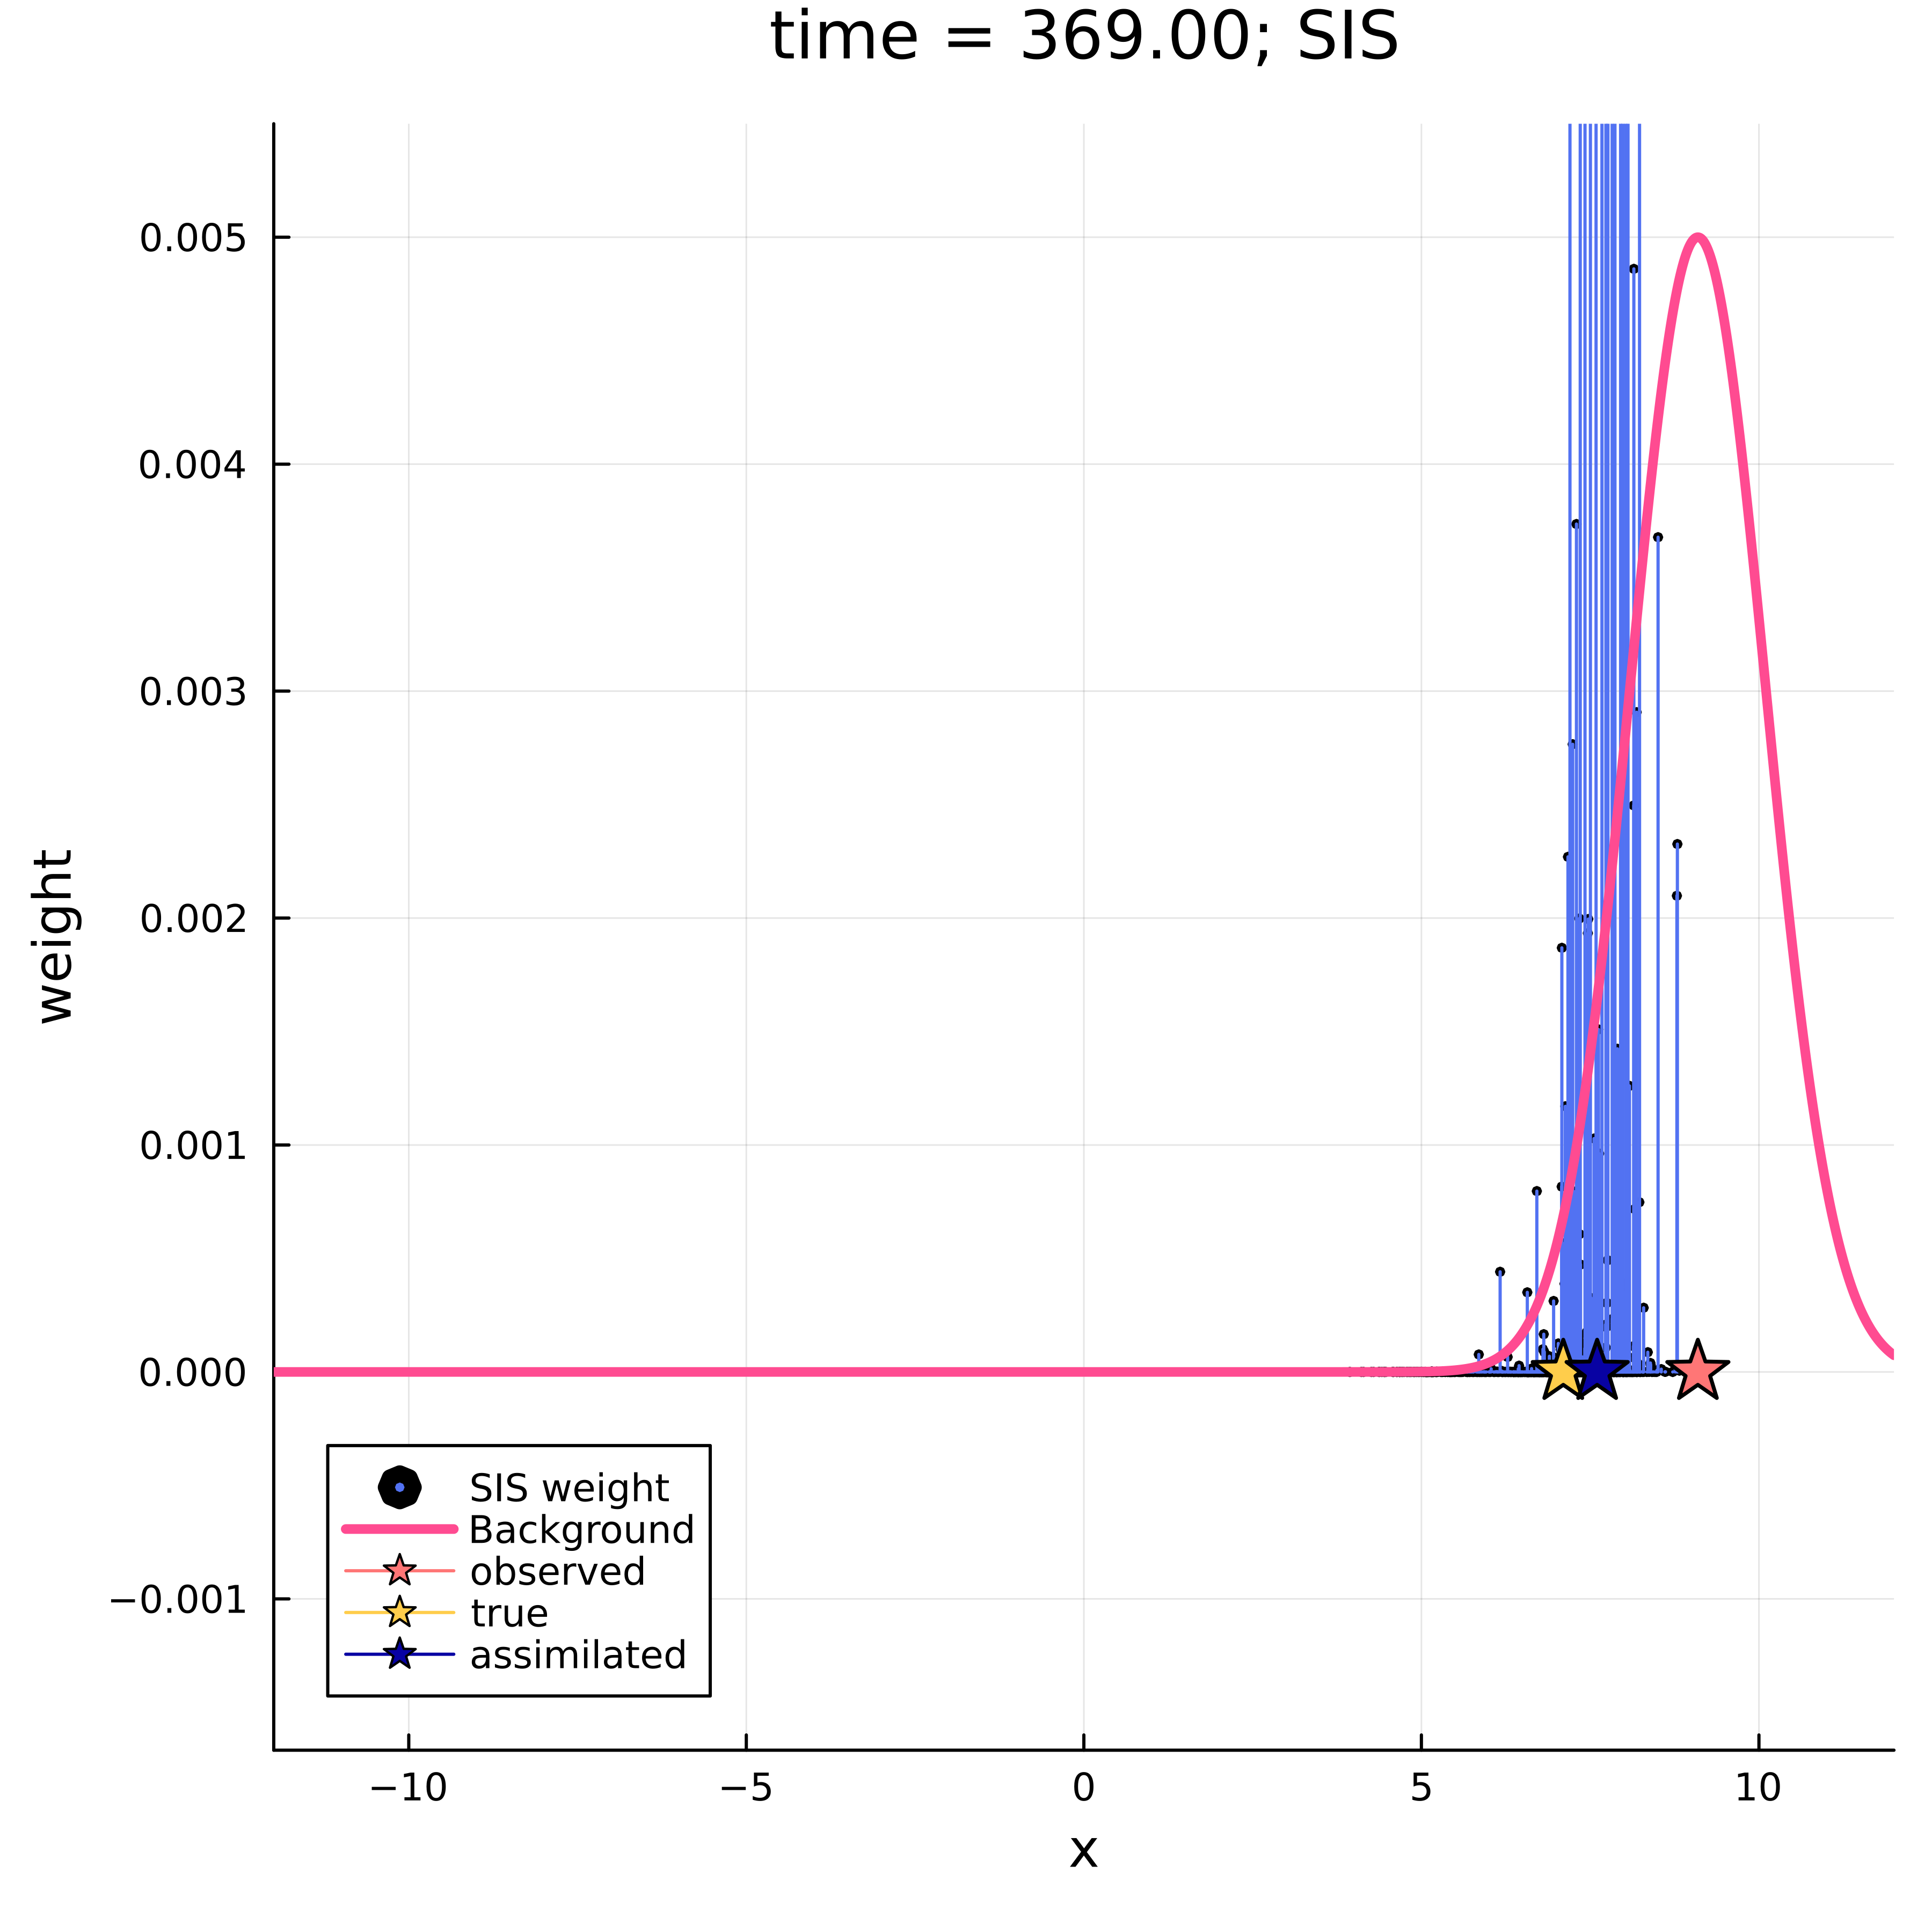 time = 369.00; SIS
0.005
0.004
0.003
0.002
0.001
0.000
−0.001
weight
SIS weight
Background
observed
true
assimilated
−10
−5
0
5
10
x